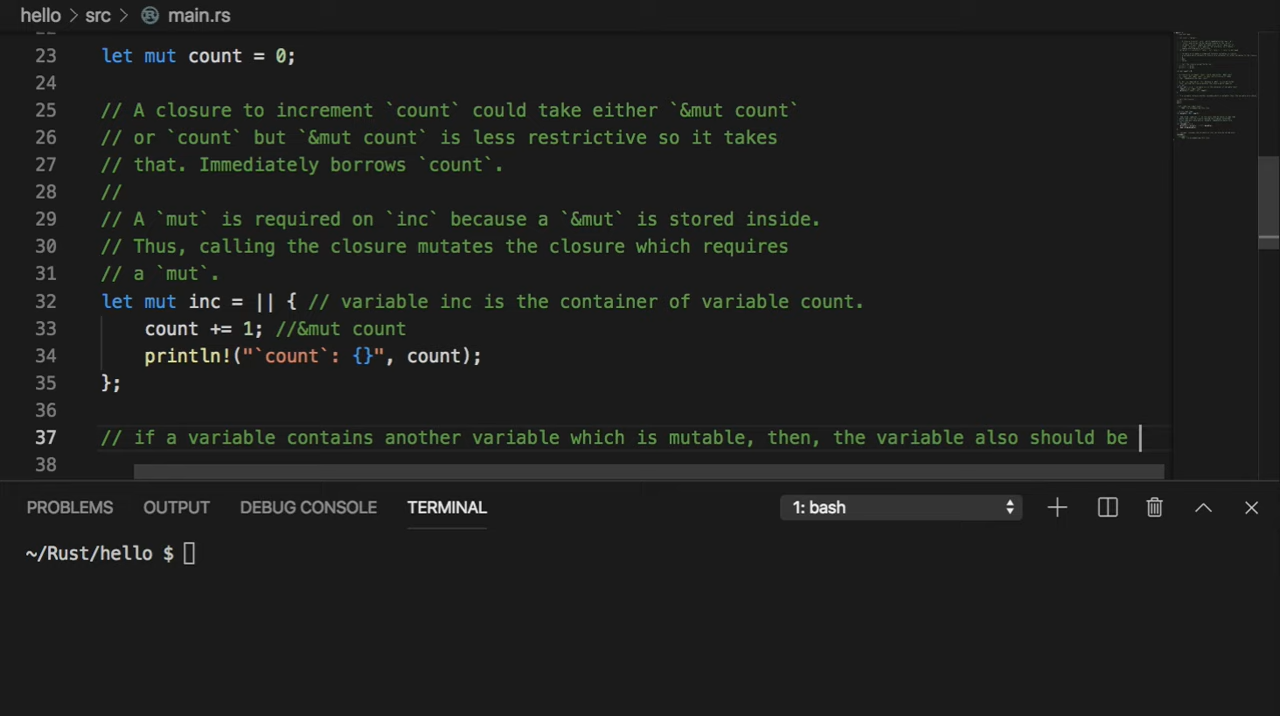 hello > src > main.rs
23 let mut count = 0;
24
25 // A closure to increment `count` could take either `&mut count`
26 // or `count` but `&mut count` is less restrictive so it takes
27 // that. Immediately borrows `count`.
28 //
29 // A `mut` is required on `inc` because a `&mut` is stored inside.
30 // Thus, calling the closure mutates the closure which requires
31 // a `mut`.
32 let mut inc = || { // variable inc is the container of variable count.
33 count += 1; //&mut count
34 println!("`count`: {}", count);
35 };
36
37 // if a variable contains another variable which is mutable, then, the variable also should be
38
PROBLEMS OUTPUT DEBUG CONSOLE TERMINAL 1: bash
~/Rust/hello $